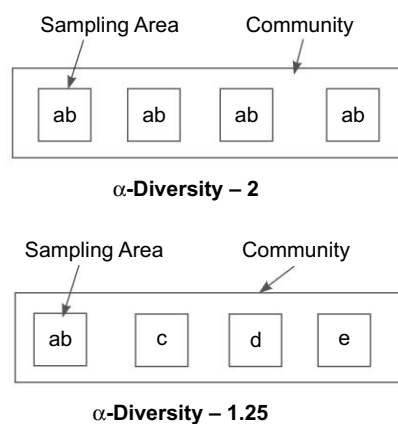 Sampling Area Community
ab ab ab ab
α-Diversity – 2
Sampling Area Community
ab c d e
α-Diversity – 1.25